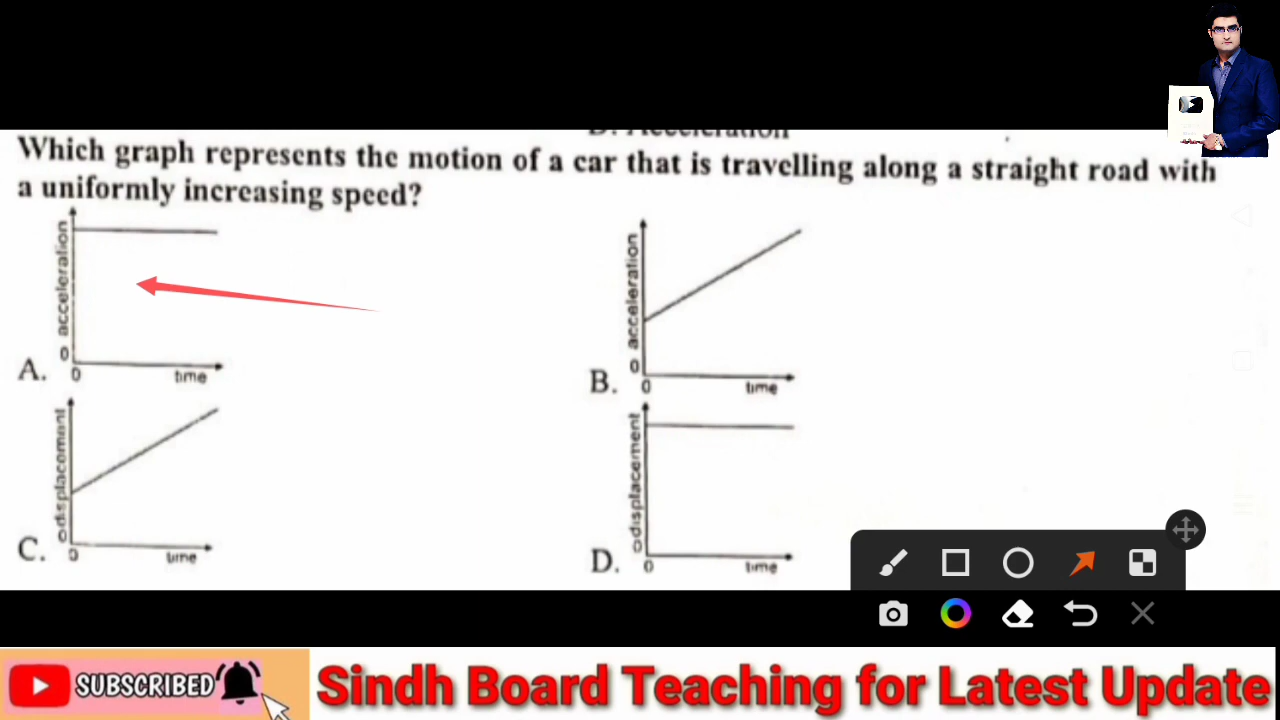 D. Acceleration
Which graph represents the motion of a car that is travelling along a straight road with
a uniformly increasing speed?
acceleration
0
A. 0 time
acceleration
0
B. 0 time
displacement
0
C. 0 time
displacement
0
D. 0 time
SUBSCRIBED
Sindh Board Teaching for Latest Update